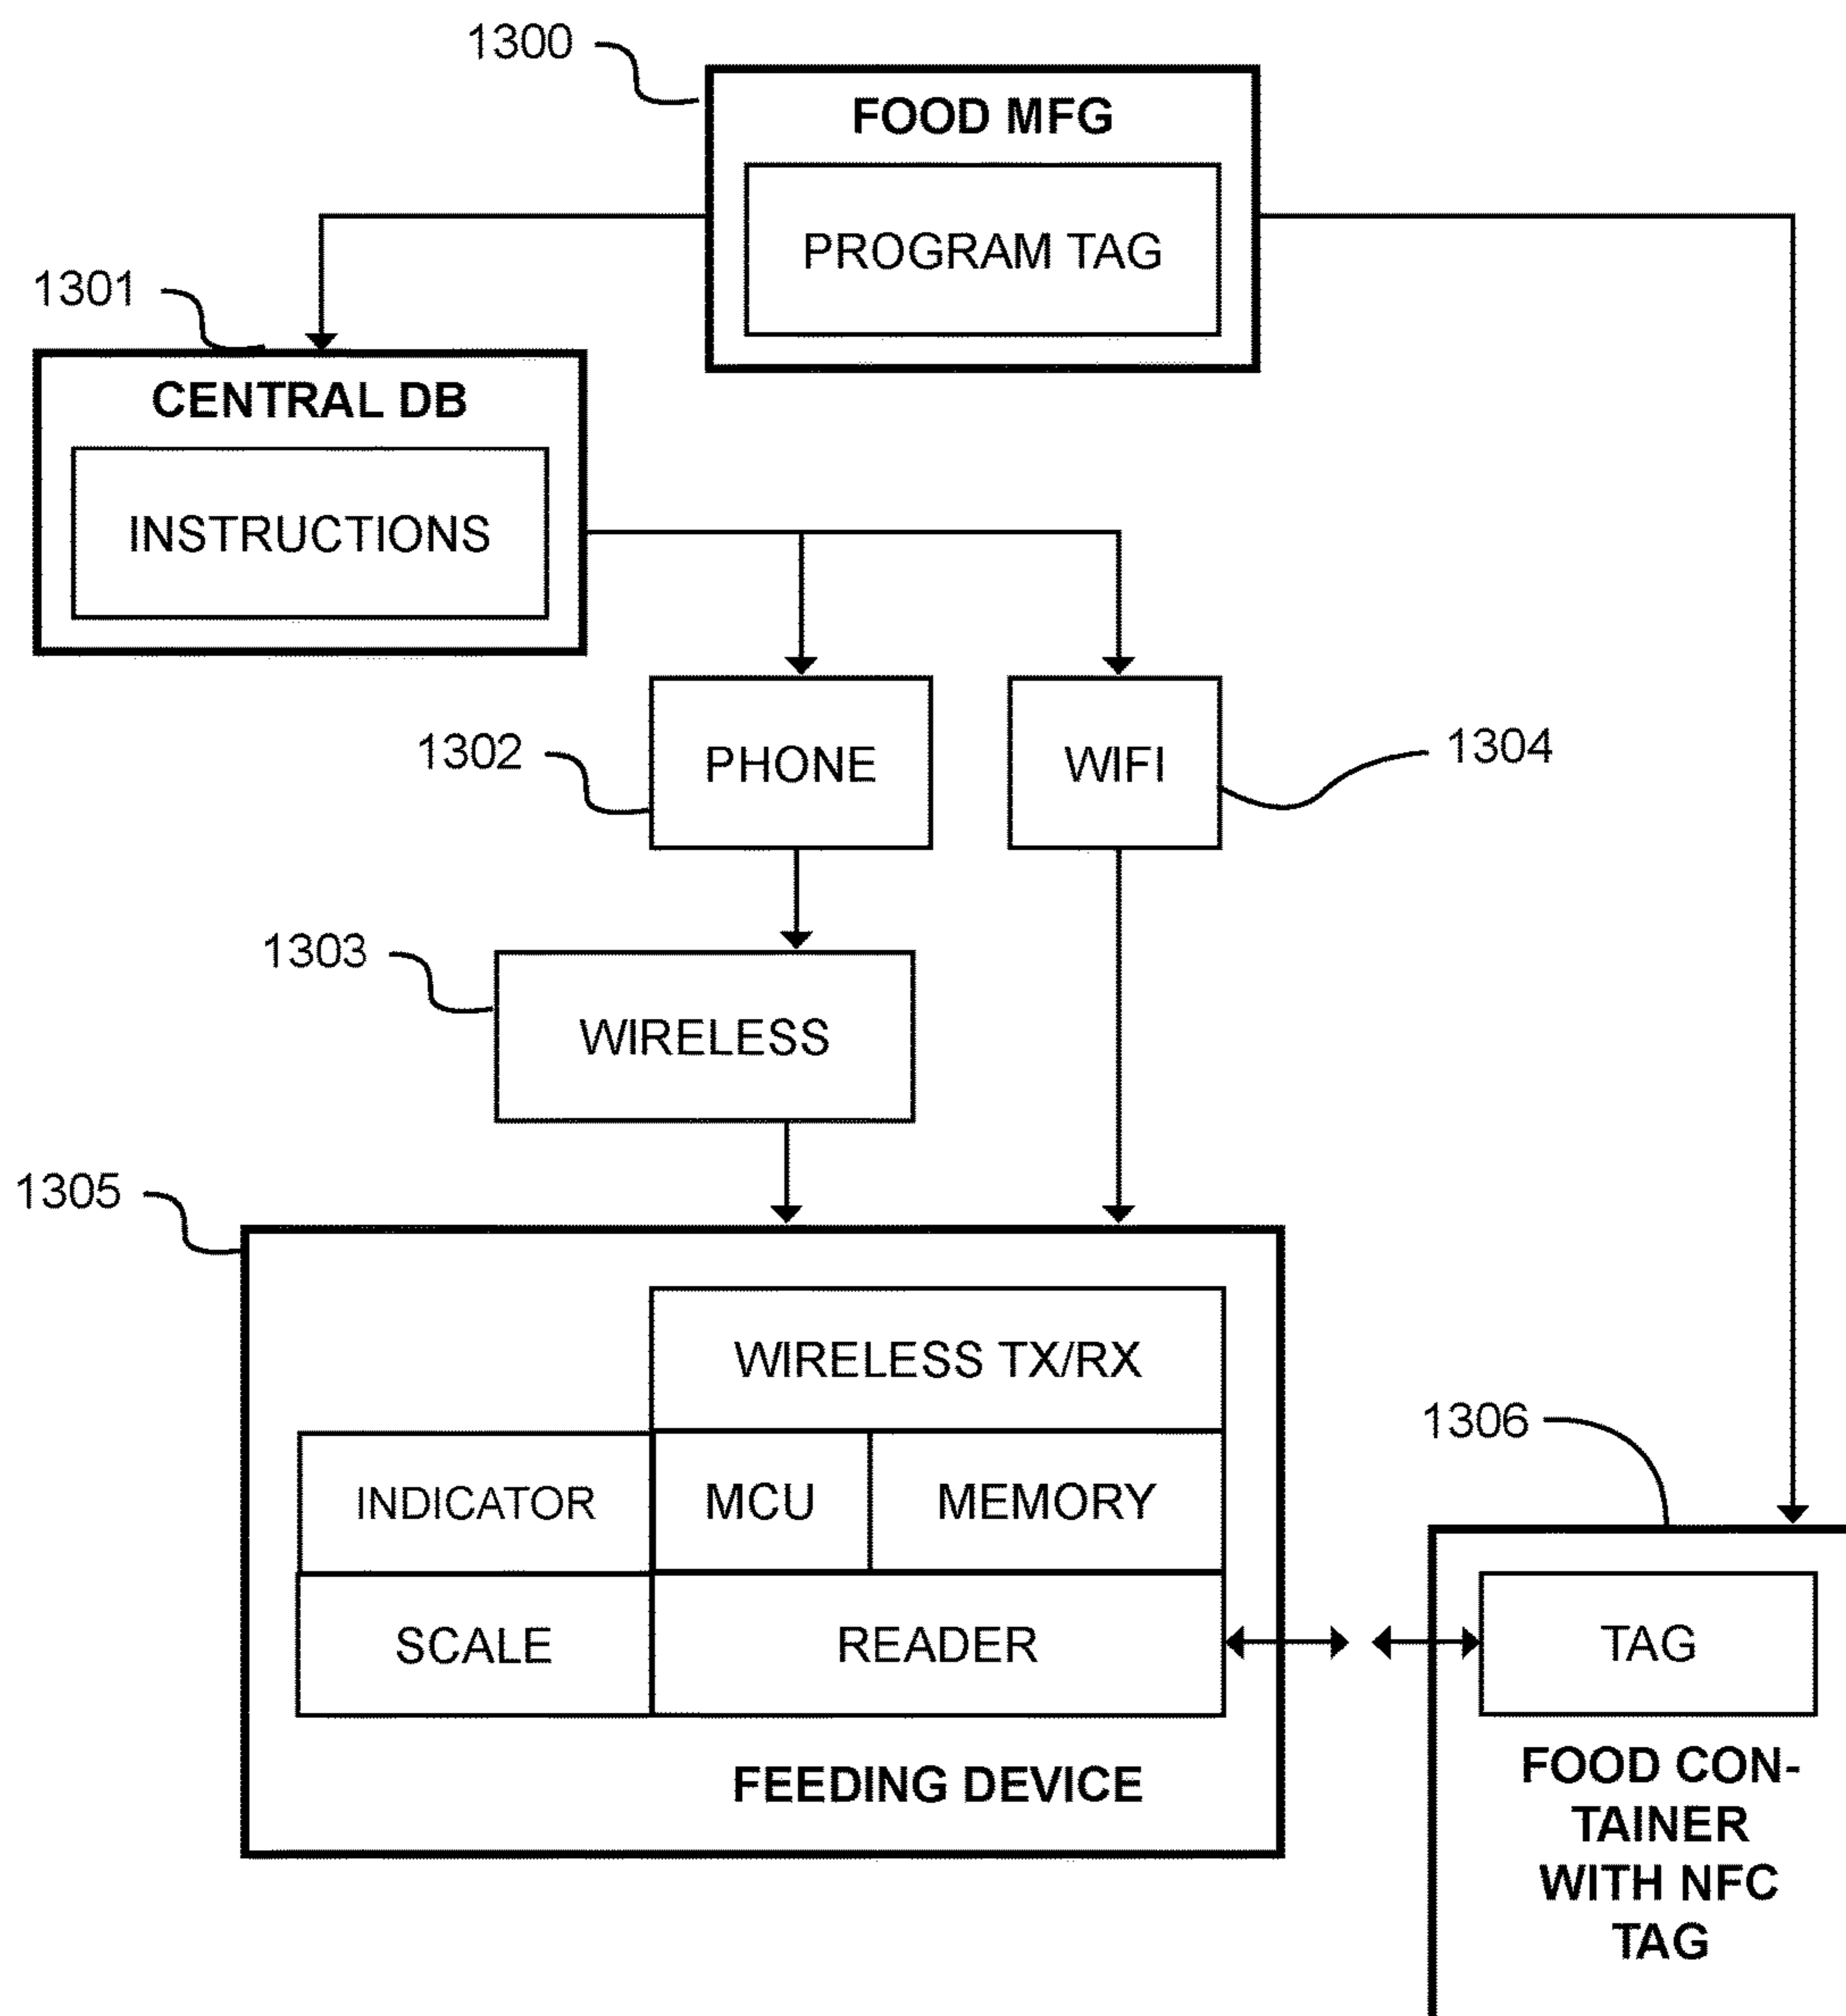 1300
FOOD MFG
PROGRAM TAG
1301
CENTRAL DB
INSTRUCTIONS
1302
PHONE
WIFI
1304
1303
WIRELESS
1305
WIRELESS TX/RX
INDICATOR
MCU
MEMORY
SCALE
READER
FEEDING DEVICE
1306
TAG
FOOD CON-
TAINER
WITH NFC
TAG